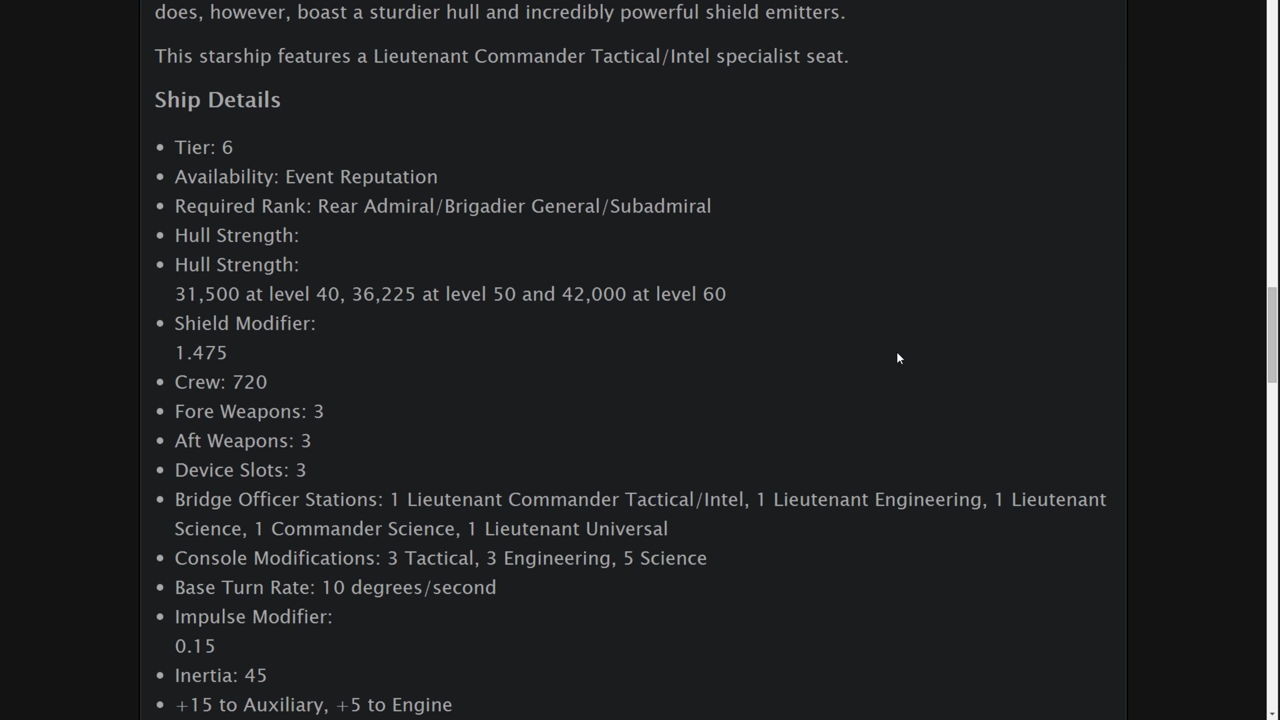 does, however, boast a sturdier hull and incredibly powerful shield emitters.
This starship features a Lieutenant Commander Tactical/Intel specialist seat.
Ship Details
• Tier: 6
• Availability: Event Reputation
• Required Rank: Rear Admiral/Brigadier General/Subadmiral
• Hull Strength:
• Hull Strength:
31,500 at level 40, 36,225 at level 50 and 42,000 at level 60
• Shield Modifier:
1.475
• Crew: 720
• Fore Weapons: 3
• Aft Weapons: 3
• Device Slots: 3
• Bridge Officer Stations: 1 Lieutenant Commander Tactical/Intel, 1 Lieutenant Engineering, 1 Lieutenant
Science, 1 Commander Science, 1 Lieutenant Universal
• Console Modifications: 3 Tactical, 3 Engineering, 5 Science
• Base Turn Rate: 10 degrees/second
• Impulse Modifier:
0.15
• Inertia: 45
• +15 to Auxiliary, +5 to Engine